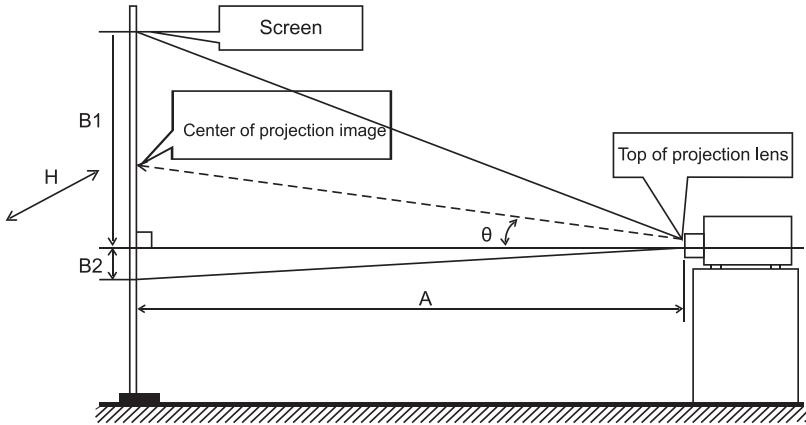 Screen
B1
Center of projection image
Top of projection lens
H
θ
B2
A